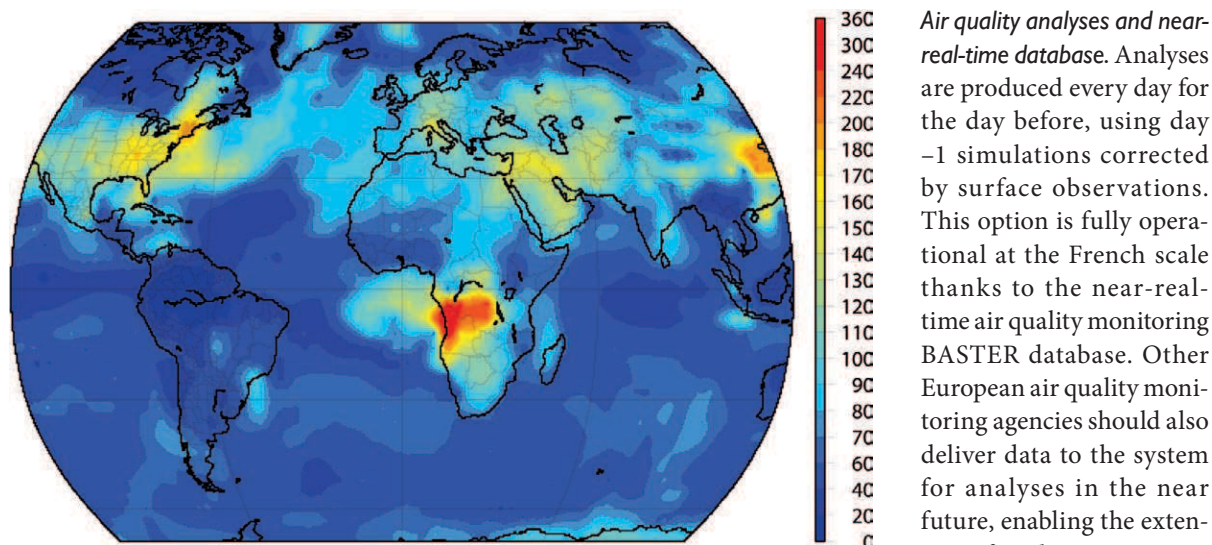 360
300
240
220
200
180
170
160
150
140
130
120
110
100
90
80
70
60
40
20
0
Air quality analyses and near-
real-time database. Analyses
are produced every day for
the day before, using day
–1 simulations corrected
by surface observations.
This option is fully opera-
tional at the French scale
thanks to the near-real-
time air quality monitoring
BASTER database. Other
European air quality moni-
toring agencies should also
deliver data to the system
for analyses in the near
future, enabling the exten-